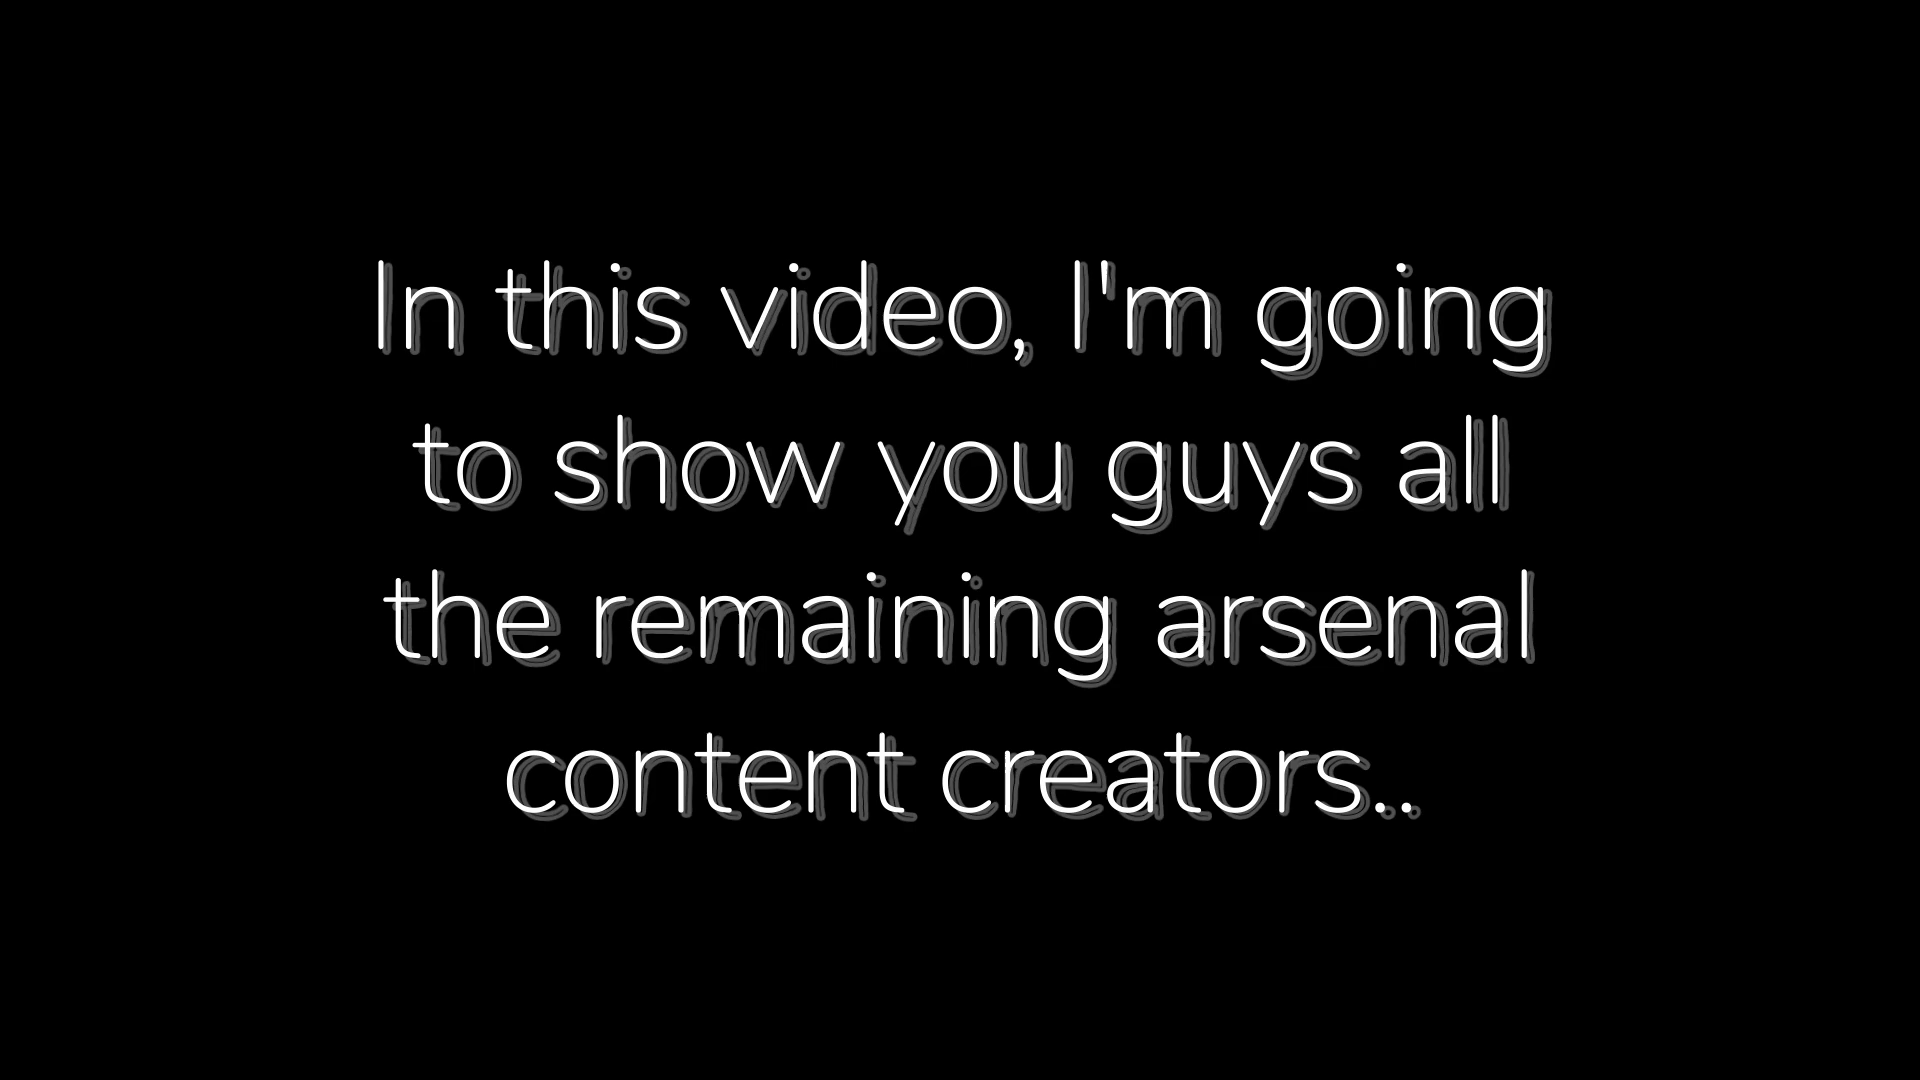 In this video, I'm going
to show you guys all
the remaining arsenal
content creators..